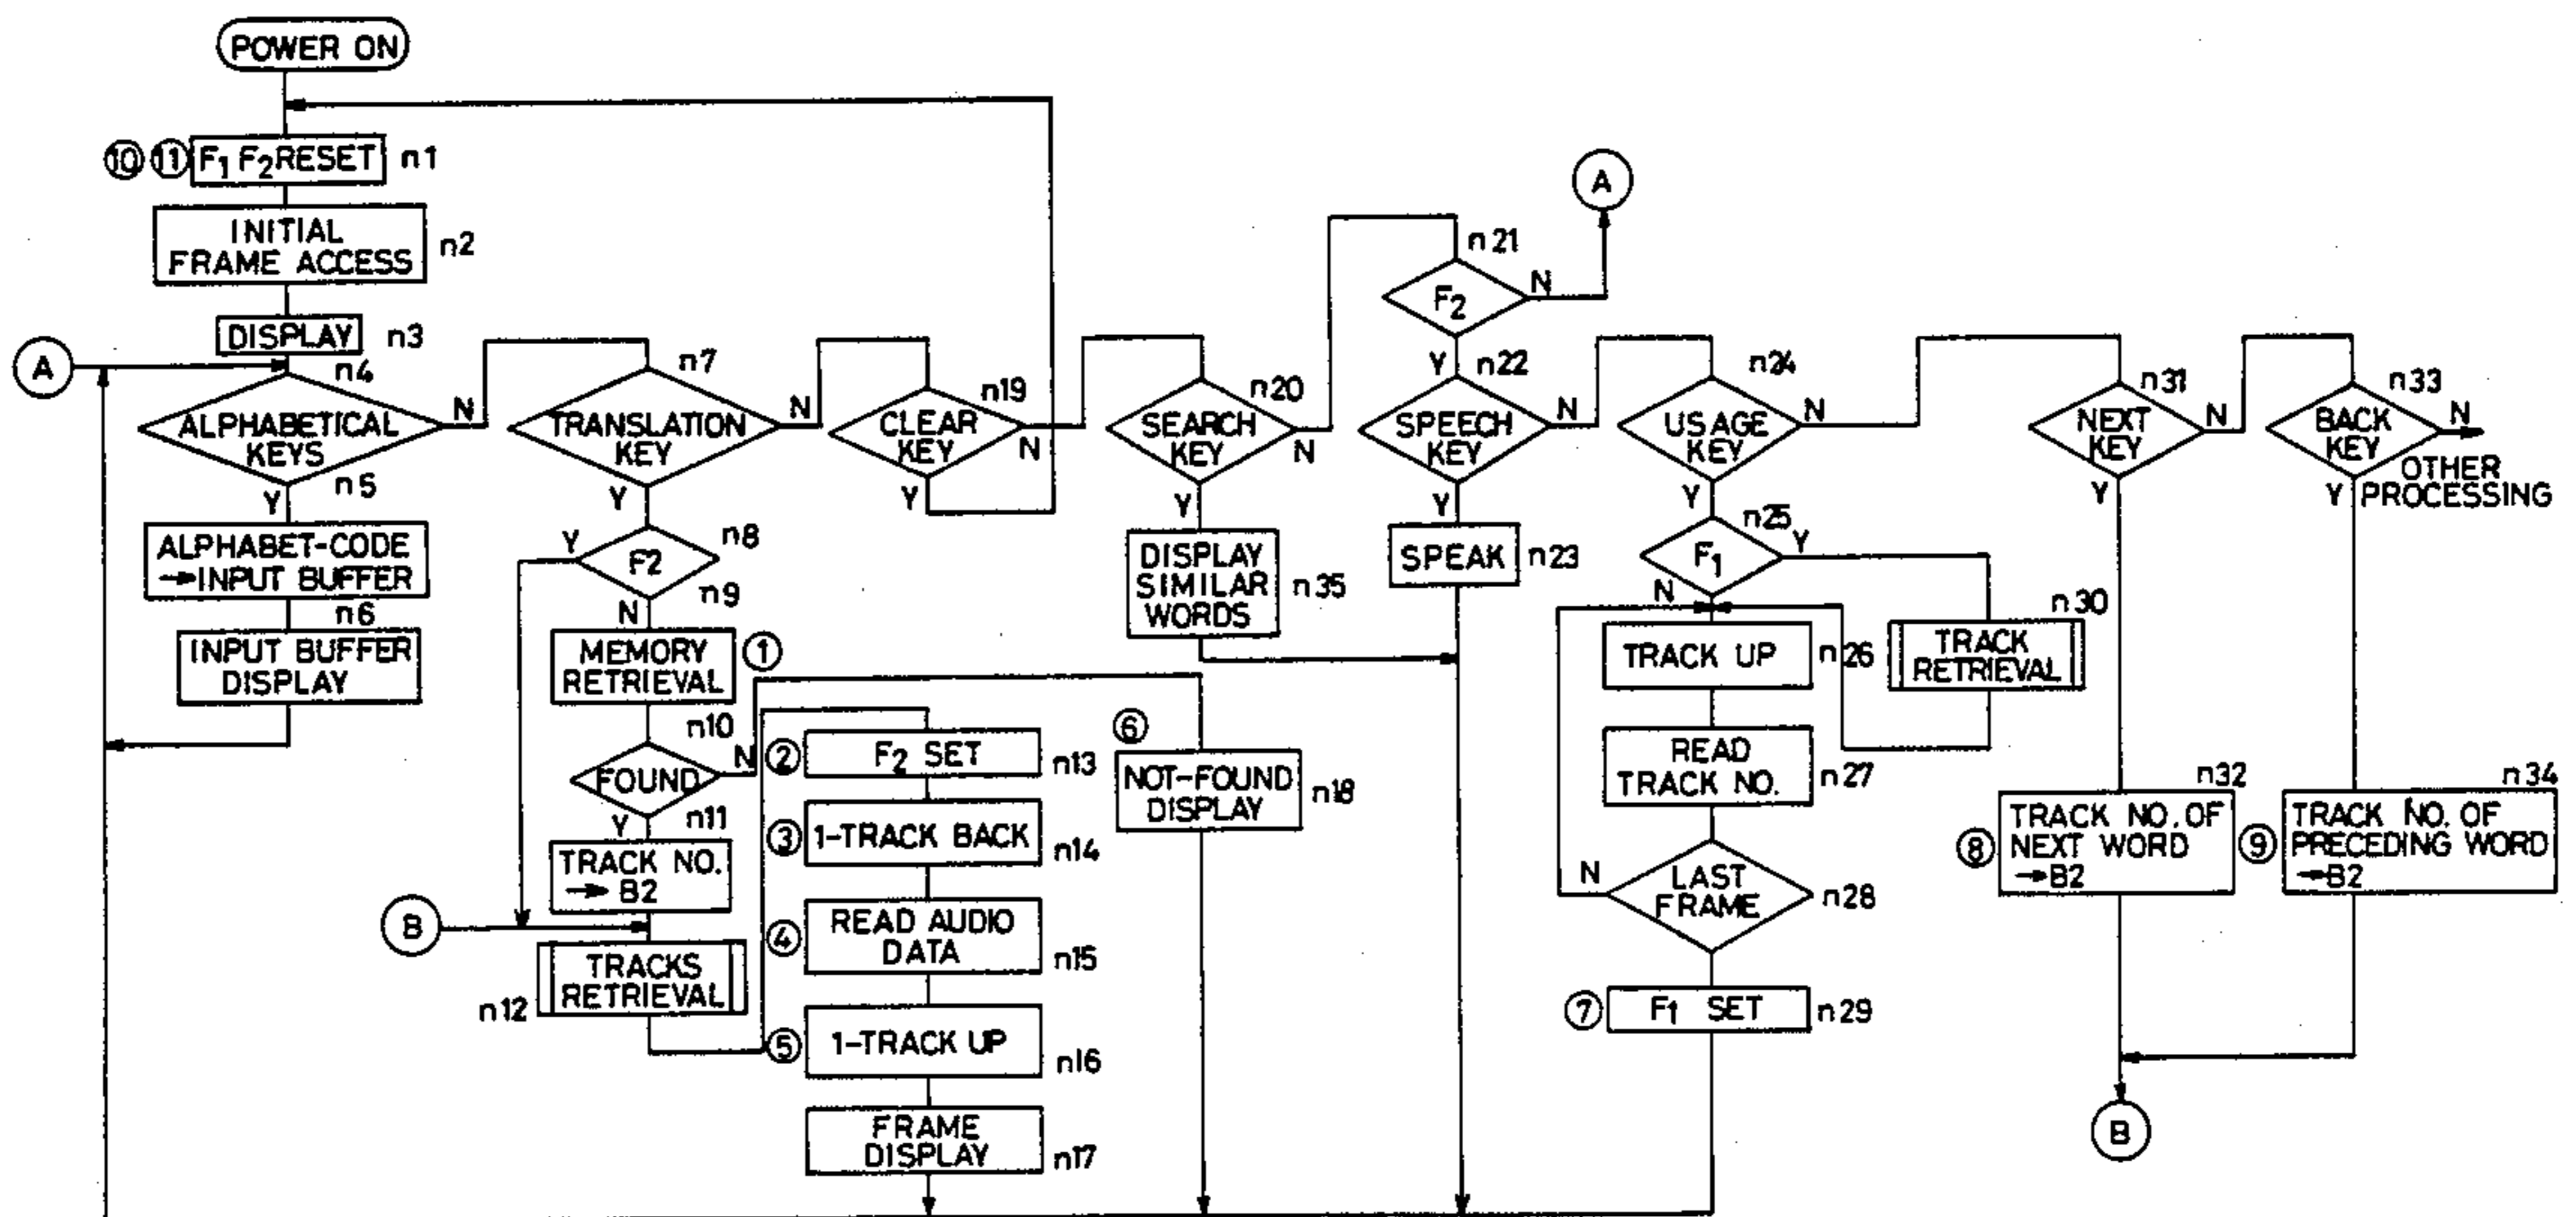 POWER ON
⑩ ⑪ F1 F2 RESET n1
INITIAL
FRAME ACCESS n2
DISPLAY n3
A
n4
ALPHABETICAL
KEYS
N
Y
n5
ALPHABET-CODE
→INPUT BUFFER
n6
INPUT BUFFER
DISPLAY
n7
TRANSLATION
KEY
N
Y
n8
F2
Y
N
n9
MEMORY
RETRIEVAL
①
n10
FOUND
N
Y
n11
TRACK NO.
→ B2
B
TRACKS
RETRIEVAL
n12
② F2 SET n13
③ 1-TRACK BACK n14
④ READ AUDIO
DATA n15
⑤ 1-TRACK UP n16
FRAME
DISPLAY n17
⑥
NOT-FOUND
DISPLAY
n18
n19
CLEAR
KEY
N
Y
n20
SEARCH
KEY
N
Y
DISPLAY
SIMILAR
WORDS
n35
n21
F2
N
A
Y
n22
SPEECH
KEY
N
Y
SPEAK n23
n24
USAGE
KEY
N
Y
n25
F1
Y
N
n30
TRACK
RETRIEVAL
TRACK UP n26
READ
TRACK NO. n27
LAST
FRAME
n28
N
⑦ F1 SET n29
n31
NEXT
KEY
N
Y
n32
⑧
TRACK NO. OF
NEXT WORD
→B2
n33
BACK
KEY
N
OTHER
PROCESSING
Y
n34
⑨
TRACK NO. OF
PRECEDING WORD
→B2
B